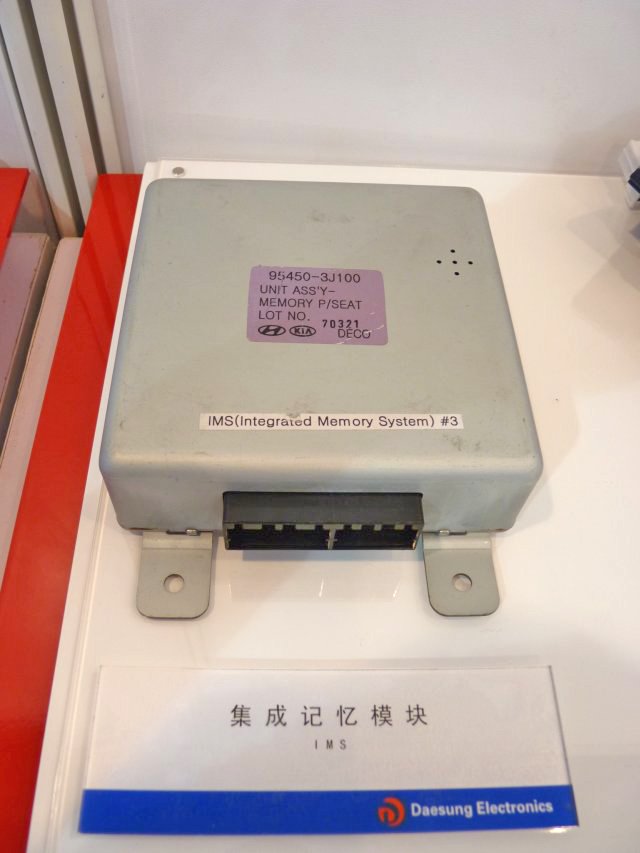 95450-3J100
UNIT ASS'Y-
MEMORY P/SEAT
LOT NO. 70321
KIA DECO
IMS(Integrated Memory System) #3
集成记忆模块
IMS
Daesung Electronics